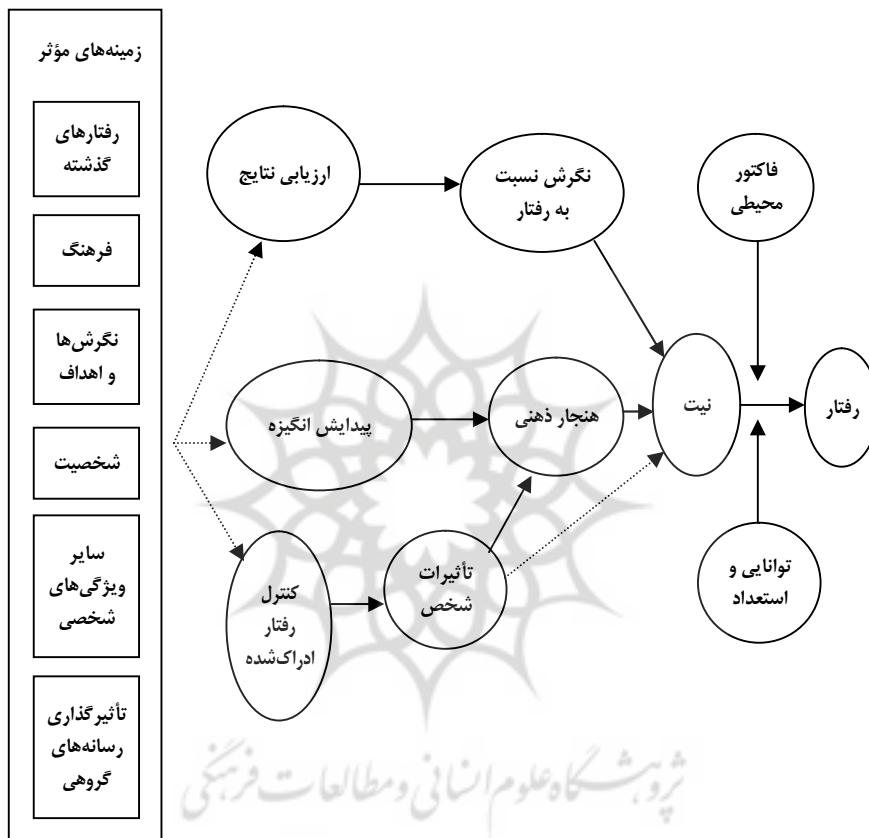 زمینه‌های مؤثر
رفتارهای
گذشته
فرهنگ
نگرش‌ها
و اهداف
شخصیت
سایر
ویژگی‌های
شخصی
تأثیرگذاری
رسانه‌های
گروهی
ارزیابی نتایج
نگرش نسبت
به رفتار
فاکتور
محیطی
پیدایش انگیزه
هنجار ذهنی
نیت
رفتار
کنترل
رفتار
ادراک‌شده
تأثیرات
شخص
توانایی و
استعداد
پژوهشگاه علوم انسانی و مطالعات فرهنگی